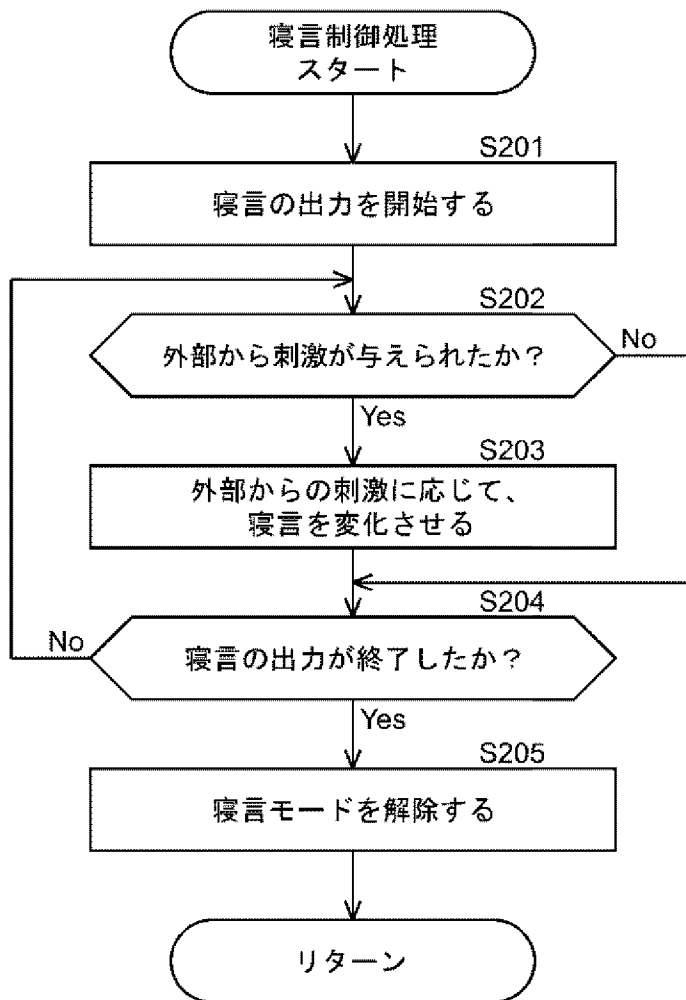 寝言制御処理
スタート
S201
寝言の出力を開始する
S202
外部から刺激が与えられたか？
No
Yes
S203
外部からの刺激に応じて、
寝言を変化させる
S204
No
寝言の出力が終了したか？
Yes
S205
寝言モードを解除する
リターン